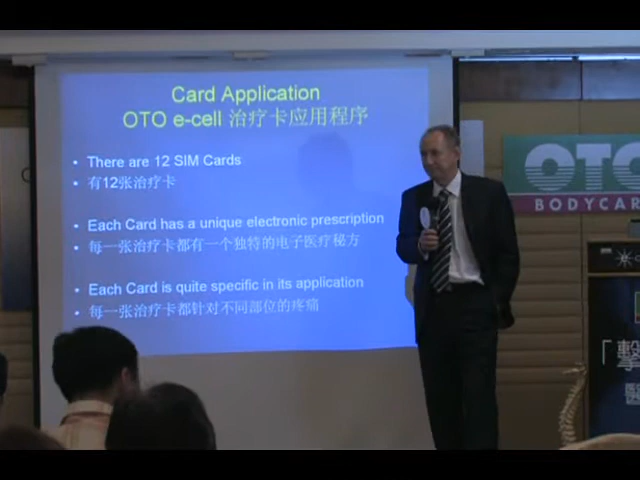 Card Application
OTO e-cell 治疗卡应用程序
• There are 12 SIM Cards
• 有12张治疗卡
• Each Card has a unique electronic prescription
• 每一张治疗卡都有一个独特的电子医疗秘方
• Each Card is quite specific in its application
• 每一张治疗卡都针对不同部位的疼痛
OTO
BODYCAR
「擊
醫